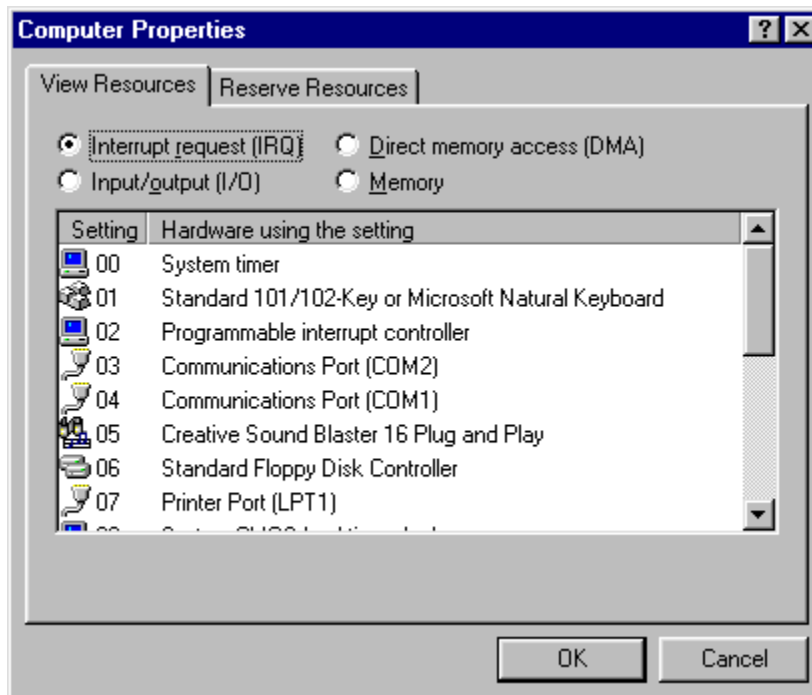 Computer Properties
View Resources Reserve Resources
Interrupt request (IRQ) Direct memory access (DMA)
Input/output (I/O) Memory
Setting Hardware using the setting
00 System timer
01 Standard 101/102-Key or Microsoft Natural Keyboard
02 Programmable interrupt controller
03 Communications Port (COM2)
04 Communications Port (COM1)
05 Creative Sound Blaster 16 Plug and Play
06 Standard Floppy Disk Controller
07 Printer Port (LPT1)
OK Cancel